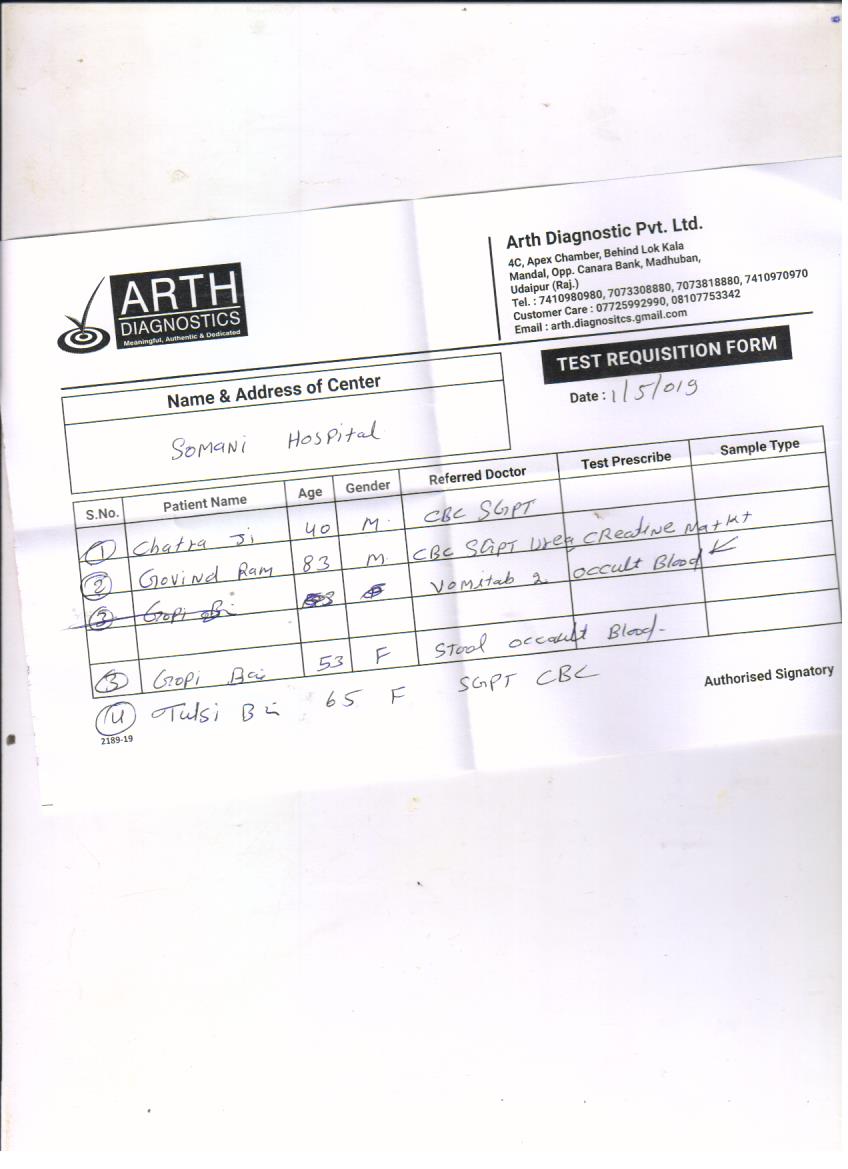 ARTH
DIAGNOSTICS
Meaningful, Authentic & Dedicated
Arth Diagnostic Pvt. Ltd.
4C, Apex Chamber, Behind Lok Kala
Mandal, Opp. Canara Bank, Madhuban,
Udaipur (Raj.)
Tel. : 7410980980, 7073308880, 7073818880, 7410970970
Customer Care : 07725992990, 08107753342
Email : arth.diagnositcs.gmail.com
TEST REQUISITION FORM
Date : 1/5/019
Name & Address of Center
SOMANI HOSPITAL
S.No. Patient Name Age Gender Referred Doctor Test Prescribe Sample Type
1 Chatra Ji 40 M. CBC SGPT
2 Govind Ram 83 M. CBC SGPT Urea CReatine Na+ k+
3 Gopi Bi Vomitab 2 OCCULT Blood
3 Gopi Bai 53 F Stool occult Blood
4 Tulsi Bi 65 F SGPT CBC
Authorised Signatory
2189-19